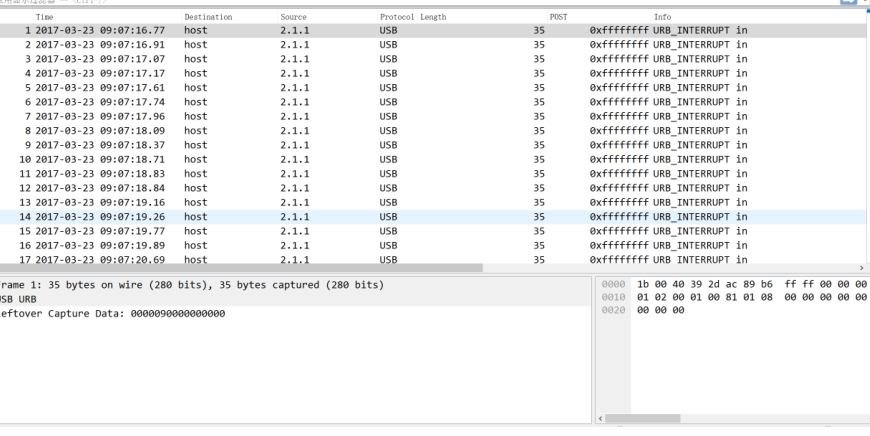 Time Destination Source Protocol Length POST Info
1 2017-03-23 09:07:16.77 host 2.1.1 USB 35 0xffffffff URB_INTERRUPT in
2 2017-03-23 09:07:16.91 host 2.1.1 USB 35 0xffffffff URB_INTERRUPT in
3 2017-03-23 09:07:17.07 host 2.1.1 USB 35 0xffffffff URB_INTERRUPT in
4 2017-03-23 09:07:17.17 host 2.1.1 USB 35 0xffffffff URB_INTERRUPT in
5 2017-03-23 09:07:17.61 host 2.1.1 USB 35 0xffffffff URB_INTERRUPT in
6 2017-03-23 09:07:17.74 host 2.1.1 USB 35 0xffffffff URB_INTERRUPT in
7 2017-03-23 09:07:17.96 host 2.1.1 USB 35 0xffffffff URB_INTERRUPT in
8 2017-03-23 09:07:18.09 host 2.1.1 USB 35 0xffffffff URB_INTERRUPT in
9 2017-03-23 09:07:18.37 host 2.1.1 USB 35 0xffffffff URB_INTERRUPT in
10 2017-03-23 09:07:18.71 host 2.1.1 USB 35 0xffffffff URB_INTERRUPT in
11 2017-03-23 09:07:18.83 host 2.1.1 USB 35 0xffffffff URB_INTERRUPT in
12 2017-03-23 09:07:18.84 host 2.1.1 USB 35 0xffffffff URB_INTERRUPT in
13 2017-03-23 09:07:19.16 host 2.1.1 USB 35 0xffffffff URB_INTERRUPT in
14 2017-03-23 09:07:19.26 host 2.1.1 USB 35 0xffffffff URB_INTERRUPT in
15 2017-03-23 09:07:19.77 host 2.1.1 USB 35 0xffffffff URB_INTERRUPT in
16 2017-03-23 09:07:19.89 host 2.1.1 USB 35 0xffffffff URB_INTERRUPT in
17 2017-03-23 09:07:20.69 host 2.1.1 USB 35 0xffffffff URB_INTERRUPT in
rame 1: 35 bytes on wire (280 bits), 35 bytes captured (280 bits)
SB URB
eftover Capture Data: 0000090000000000
0000 1b 00 40 39 2d ac 89 b6 ff ff 00 00 00
0010 01 02 00 01 00 81 01 08 00 00 00 00 00
0020 00 00 00